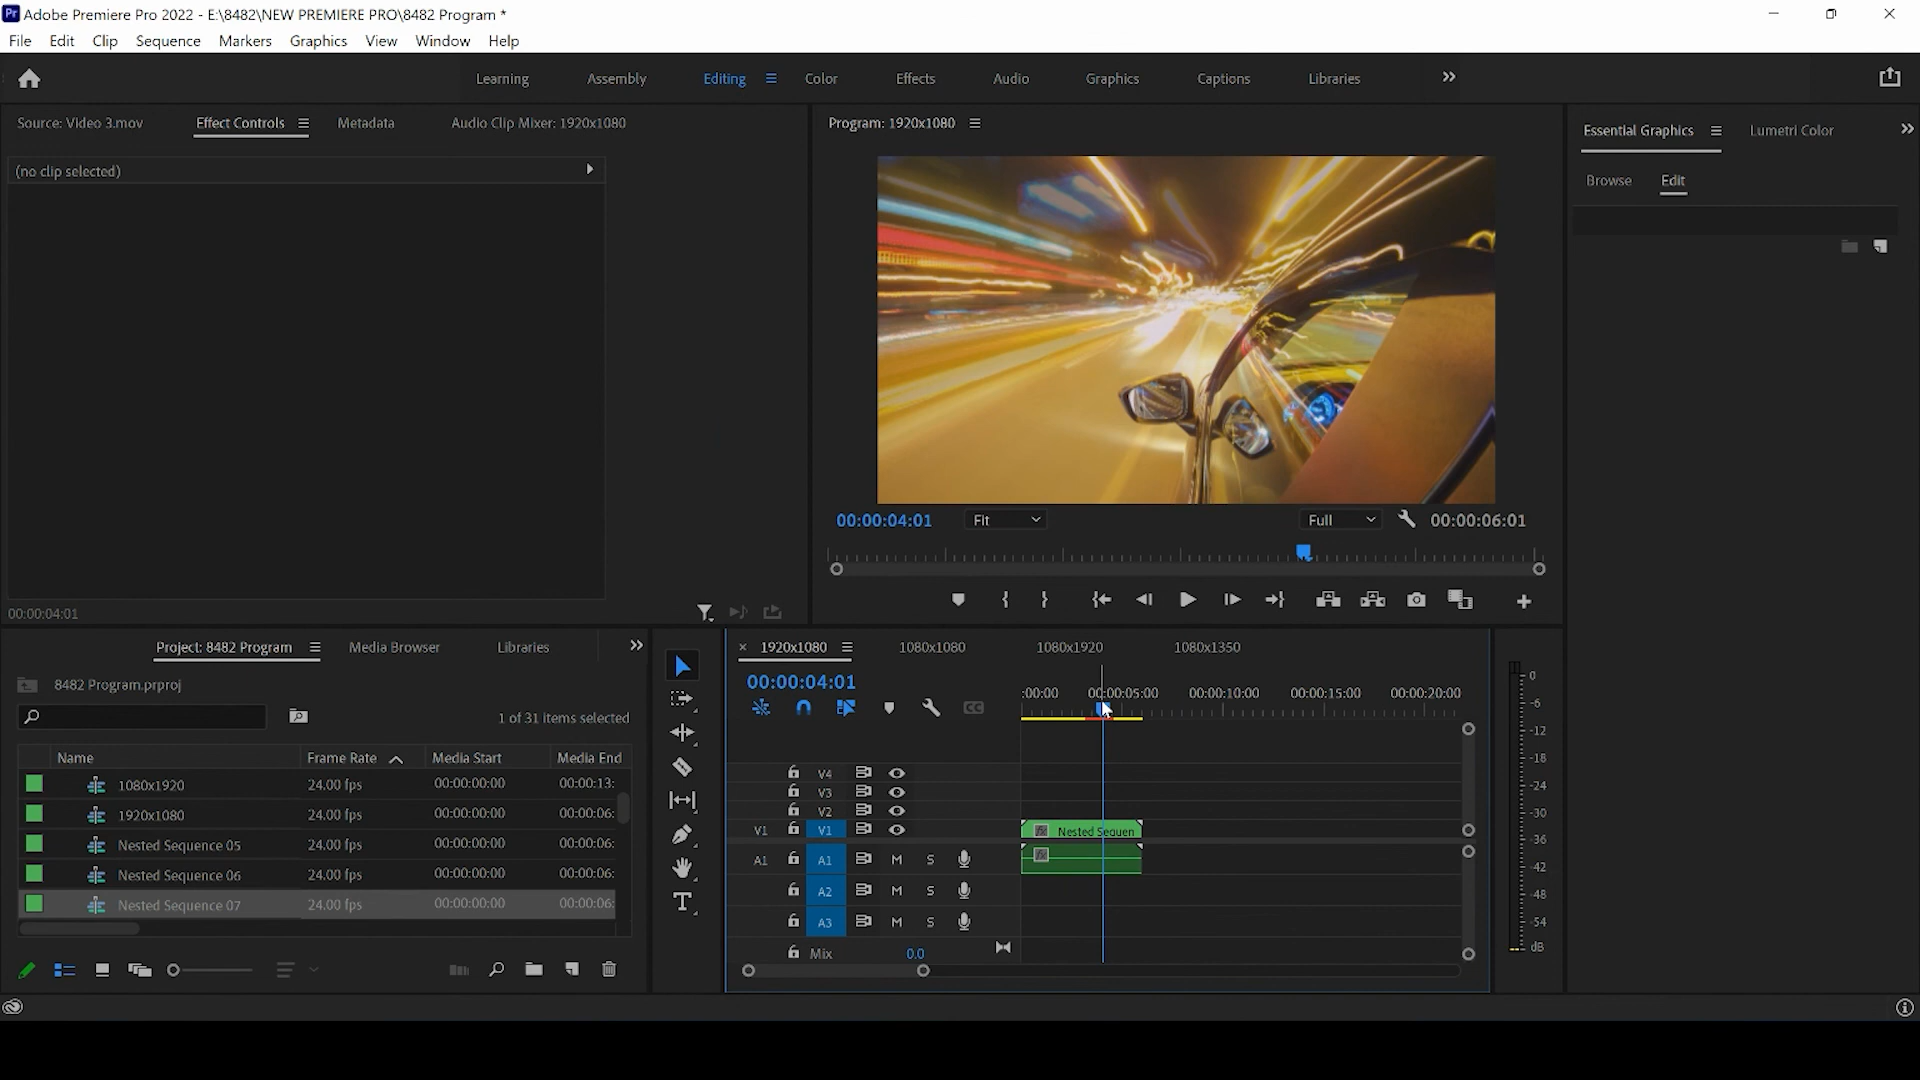 Adobe Premiere Pro 2022 - E:\8482\NEW PREMIERE PRO\8482 Program *
File Edit Clip Sequence Markers Graphics View Window Help
Learning Assembly Editing Color Effects Audio Graphics Captions Libraries
Source: Video 3.mov Effect Controls Metadata Audio Clip Mixer: 1920x1080
(no clip selected)
00:00:04:01
Program: 1920x1080
00:00:04:01 Fit Full 00:00:06:01
Essential Graphics Lumetri Color
Browse Edit
Project: 8482 Program Media Browser Libraries
8482 Program.prproj
1 of 31 items selected
Name Frame Rate Media Start Media End
1080x1920 24.00 fps 00:00:00:00 00:00:13:
1920x1080 24.00 fps 00:00:00:00 00:00:06:
Nested Sequence 05 24.00 fps 00:00:00:00 00:00:06:
Nested Sequence 06 24.00 fps 00:00:00:00 00:00:06:
Nested Sequence 07 24.00 fps 00:00:00:00 00:00:06:
1920x1080 1080x1080 1080x1920 1080x1350
00:00:04:01
:00:00 00:00:05:00 00:00:10:00 00:00:15:00 00:00:20:00
CC
V4
V3
V2
V1 V1 fx Nested Sequen
A1 A1 M S fx
A2 M S
A3 M S
Mix 0.0
0
-6
-12
-18
-24
-30
-36
-42
-48
-54
dB